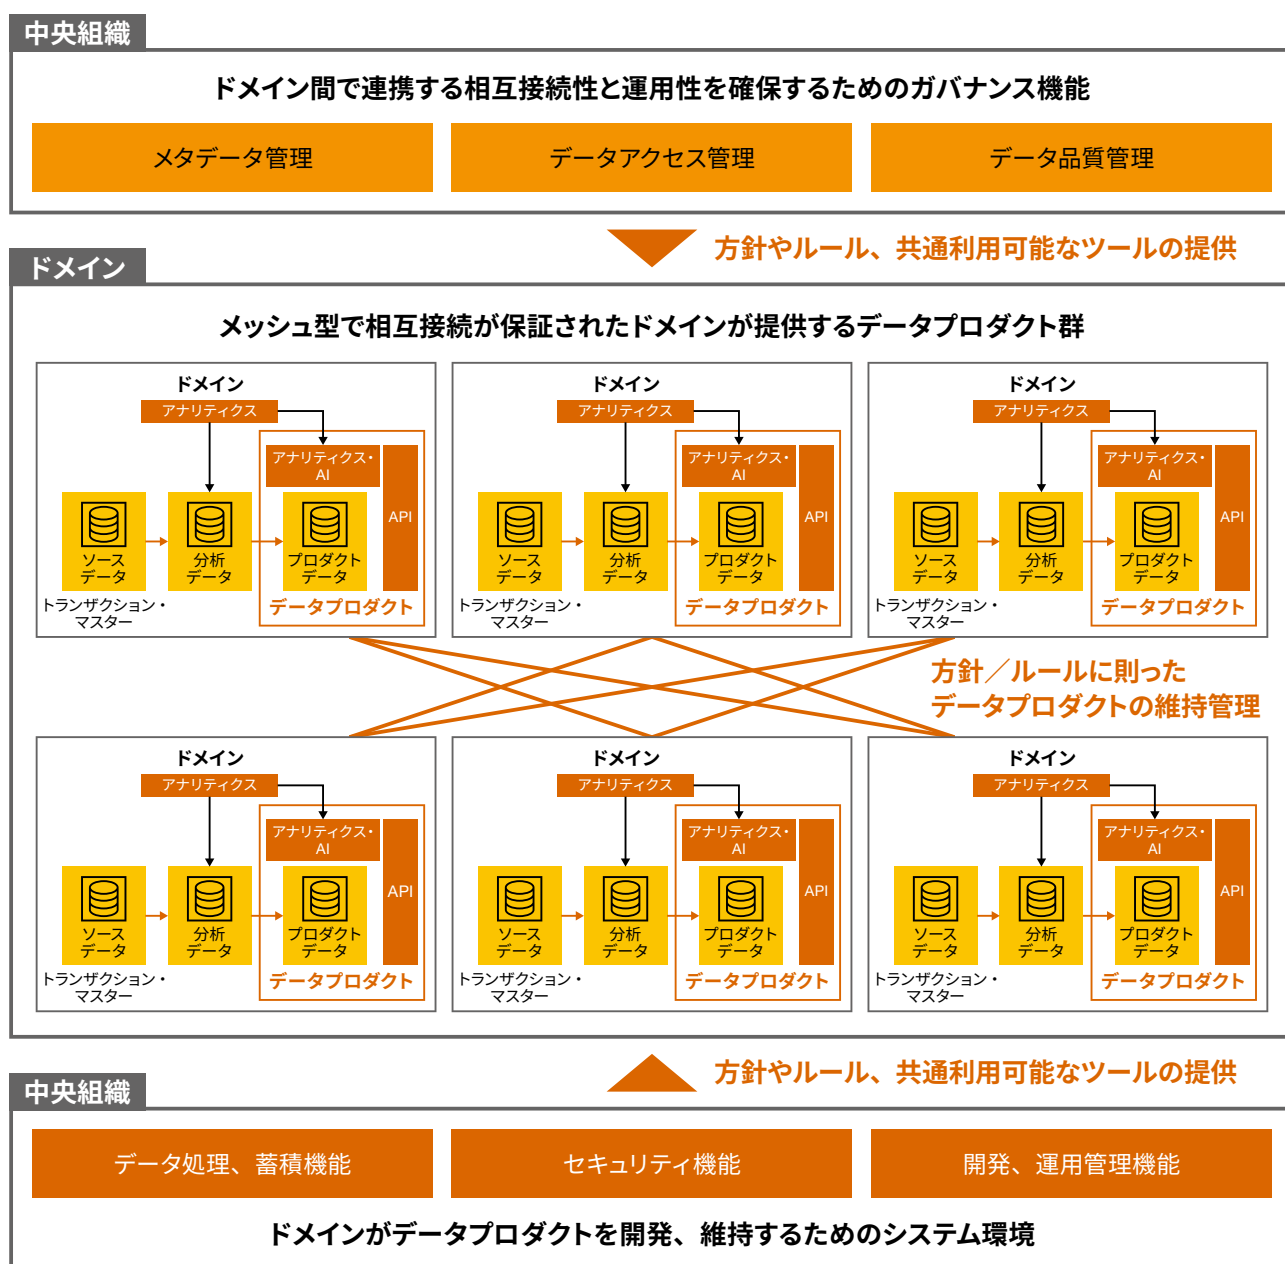 中央組織
ドメイン間で連携する相互接続性と運用性を確保するためのガバナンス機能
メタデータ管理
データアクセス管理
データ品質管理
方針やルール、共通利用可能なツールの提供
ドメイン
メッシュ型で相互接続が保証されたドメインが提供するデータプロダクト群
ドメイン
アナリティクス
アナリティクス・
AI
API
ソース
データ
分析
データ
プロダクト
データ
トランザクション・
マスター
データプロダクト
ドメイン
アナリティクス
アナリティクス・
AI
API
ソース
データ
分析
データ
プロダクト
データ
トランザクション・
マスター
データプロダクト
ドメイン
アナリティクス
アナリティクス・
AI
API
ソース
データ
分析
データ
プロダクト
データ
トランザクション・
マスター
データプロダクト
方針／ルールに則った
データプロダクトの維持管理
ドメイン
アナリティクス
アナリティクス・
AI
API
ソース
データ
分析
データ
プロダクト
データ
トランザクション・
マスター
データプロダクト
ドメイン
アナリティクス
アナリティクス・
AI
API
ソース
データ
分析
データ
プロダクト
データ
トランザクション・
マスター
データプロダクト
ドメイン
アナリティクス
アナリティクス・
AI
API
ソース
データ
分析
データ
プロダクト
データ
トランザクション・
マスター
データプロダクト
方針やルール、共通利用可能なツールの提供
中央組織
データ処理、蓄積機能
セキュリティ機能
開発、運用管理機能
ドメインがデータプロダクトを開発、維持するためのシステム環境